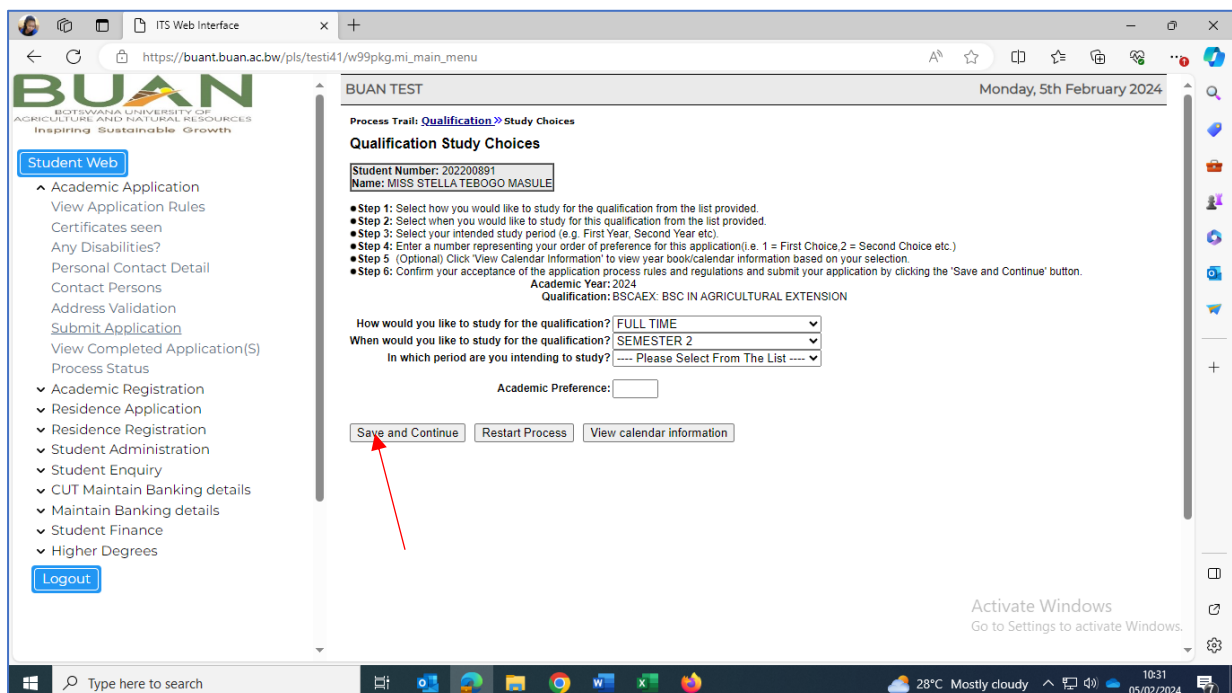 ITS Web Interface
https://buant.buan.ac.bw/pls/testi41/w99pkg.mi_main_menu
BUAN
BOTSWANA UNIVERSITY OF
AGRICULTURE AND NATURAL RESOURCES
Inspiring Sustainable Growth
Student Web
Academic Application
View Application Rules
Certificates seen
Any Disabilities?
Personal Contact Detail
Contact Persons
Address Validation
Submit Application
View Completed Application(S)
Process Status
Academic Registration
Residence Application
Residence Registration
Student Administration
Student Enquiry
CUT Maintain Banking details
Maintain Banking details
Student Finance
Higher Degrees
Logout
BUAN TEST Monday, 5th February 2024
Process Trail: Qualification » Study Choices
Qualification Study Choices
Student Number: 202200891
Name: MISS STELLA TEBOGO MASULE
● Step 1: Select how you would like to study for the qualification from the list provided.
● Step 2: Select when you would like to study for this qualification from the list provided.
● Step 3: Select your intended study period (e.g. First Year, Second Year etc).
● Step 4: Enter a number representing your order of preference for this application(i.e. 1 = First Choice,2 = Second Choice etc.)
● Step 5 (Optional) Click 'View Calendar Information' to view year book/calendar information based on your selection.
● Step 6: Confirm your acceptance of the application process rules and regulations and submit your application by clicking the 'Save and Continue' button.
Academic Year: 2024
Qualification: BSCAEX: BSC IN AGRICULTURAL EXTENSION
How would you like to study for the qualification? FULL TIME
When would you like to study for the qualification? SEMESTER 2
In which period are you intending to study? ---- Please Select From The List ----
Academic Preference:
Save and Continue Restart Process View calendar information
Activate Windows
Go to Settings to activate Windows.
Type here to search
28°C Mostly cloudy
10:31
05/02/2024